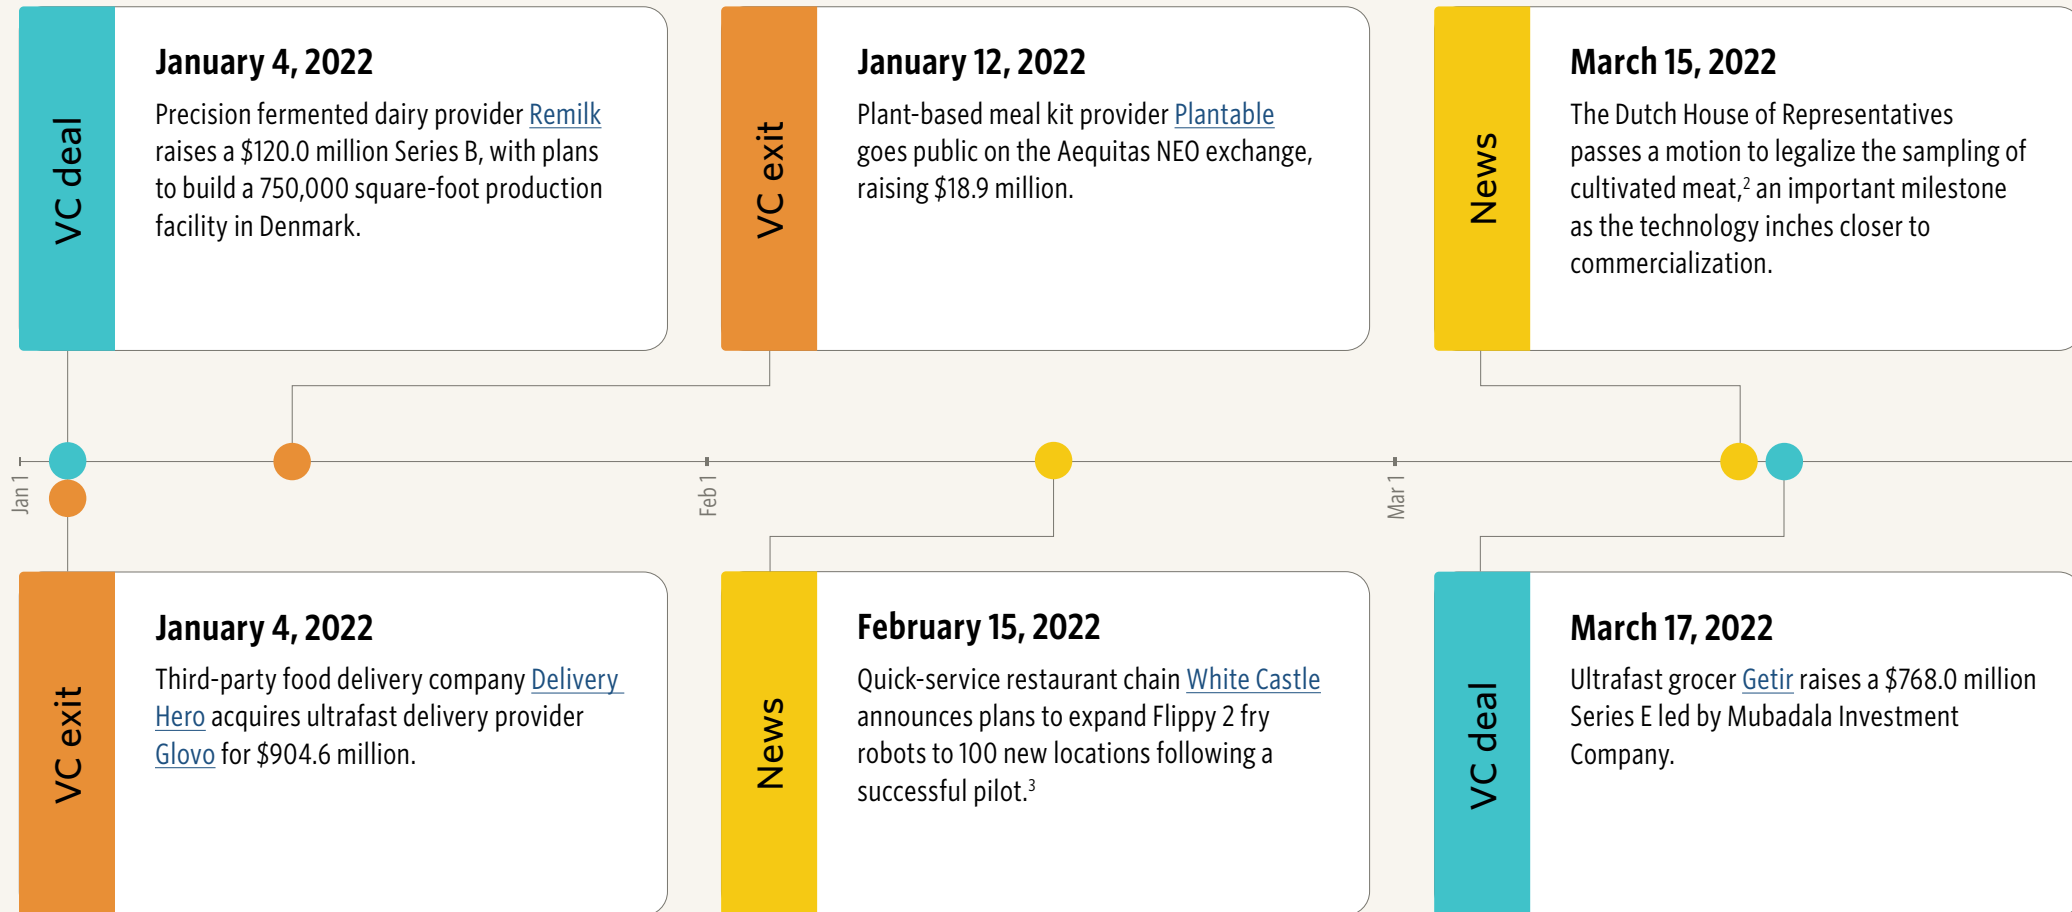 VC deal
January 4, 2022
Precision fermented dairy provider Remilk
raises a $120.0 million Series B, with plans
to build a 750,000 square-foot production
facility in Denmark.
VC exit
January 12, 2022
Plant-based meal kit provider Plantable
goes public on the Aequitas NEO exchange,
raising $18.9 million.
News
March 15, 2022
The Dutch House of Representatives
passes a motion to legalize the sampling of
cultivated meat,² an important milestone
as the technology inches closer to
commercialization.
Jan 1
Feb 1
Mar 1
VC exit
January 4, 2022
Third-party food delivery company Delivery
Hero acquires ultrafast delivery provider
Glovo for $904.6 million.
News
February 15, 2022
Quick-service restaurant chain White Castle
announces plans to expand Flippy 2 fry
robots to 100 new locations following a
successful pilot.³
VC deal
March 17, 2022
Ultrafast grocer Getir raises a $768.0 million
Series E led by Mubadala Investment
Company.